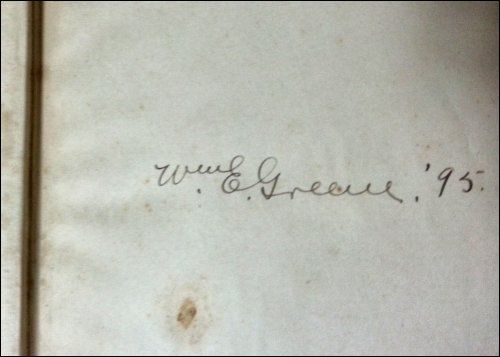 Wm. E. Greene, '95.